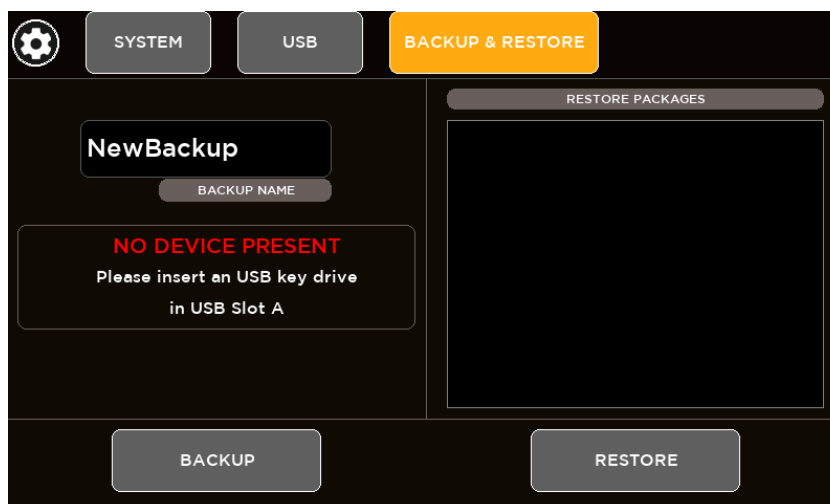 SYSTEM
USB
BACKUP & RESTORE
RESTORE PACKAGES
NewBackup
BACKUP NAME
NO DEVICE PRESENT
Please insert an USB key drive
in USB Slot A
BACKUP
RESTORE